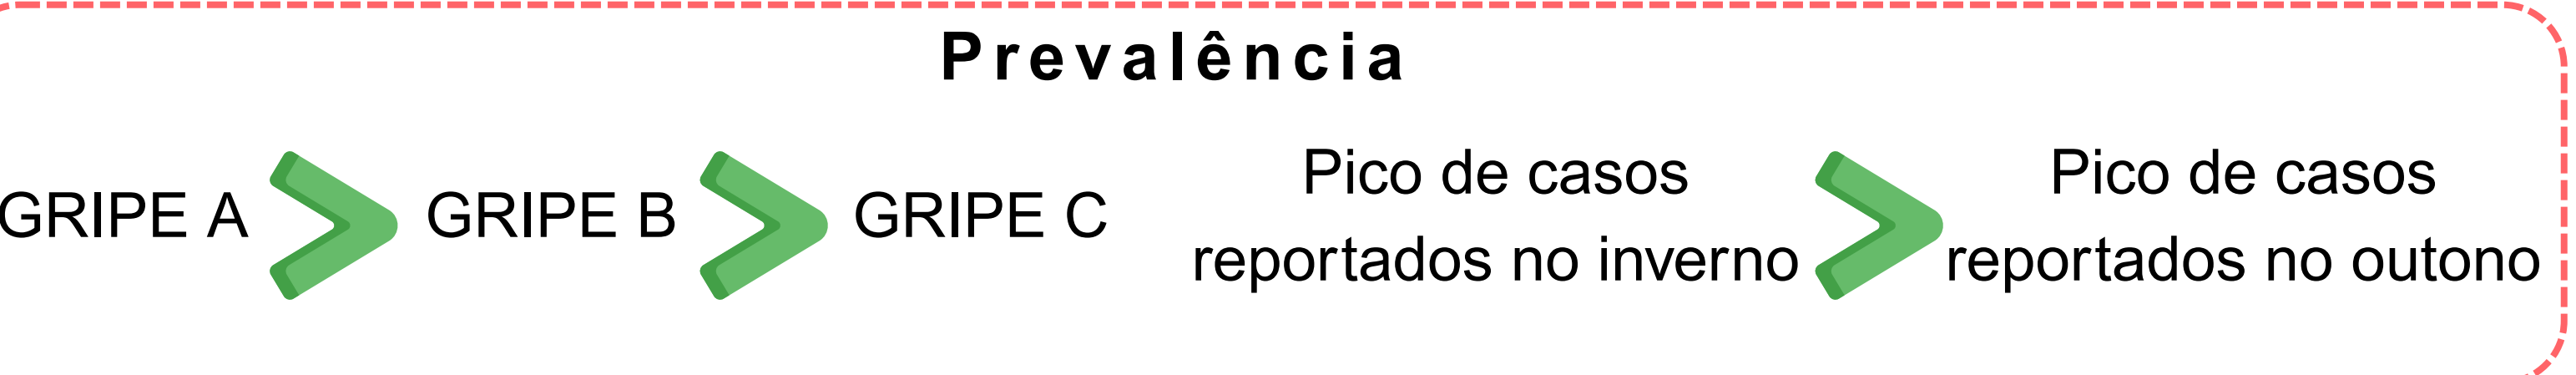 Prevalência
GRIPE A
GRIPE B
GRIPE C
Pico de casos
reportados no inverno
Pico de casos
reportados no outono